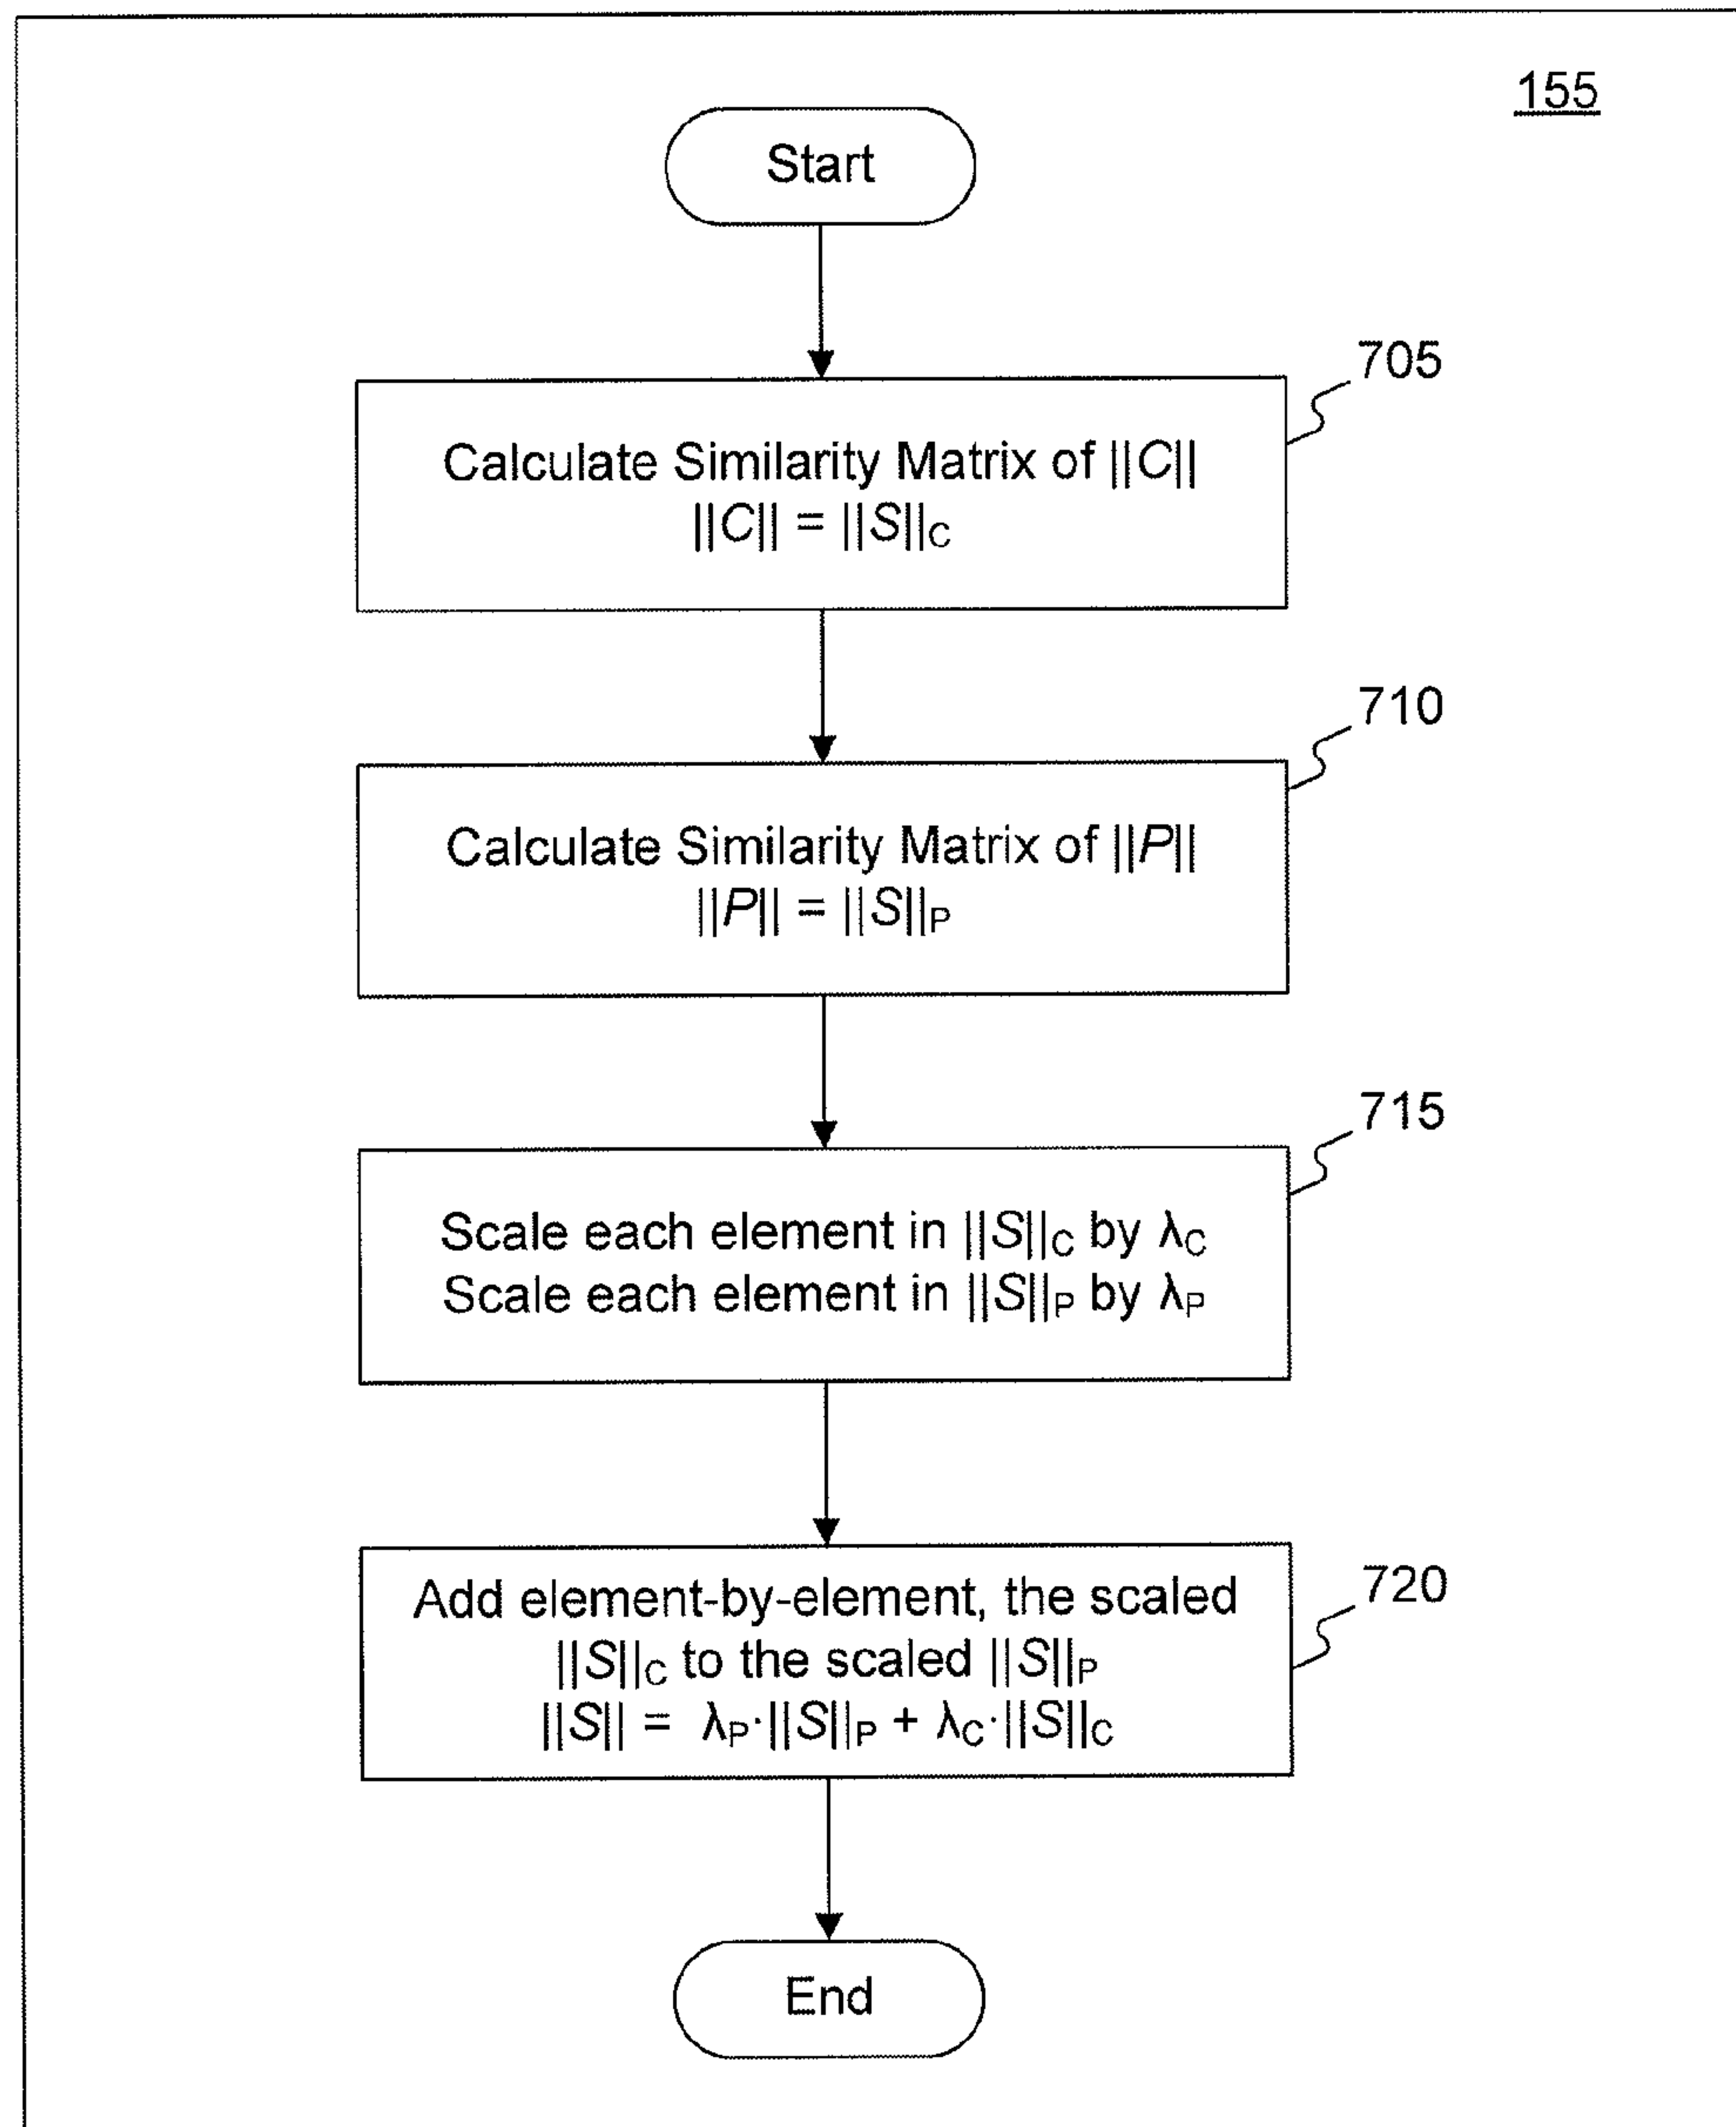 155
Start
705
Calculate Similarity Matrix of ||C||
||C|| = ||S||C
710
Calculate Similarity Matrix of ||P||
||P|| = ||S||P
715
Scale each element in ||S||C by λC
Scale each element in ||S||P by λP
720
Add element-by-element, the scaled
||S||C to the scaled ||S||P
||S|| = λP·||S||P + λC·||S||C
End